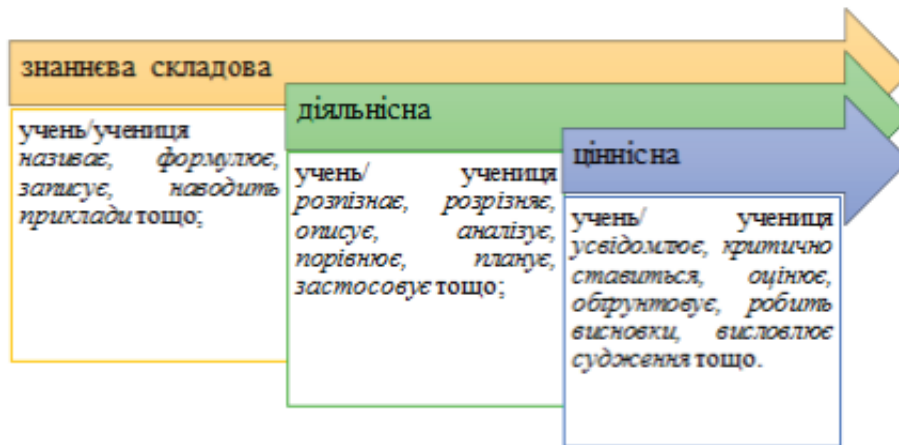 знаннєва складова
учень/учениця
називає, формулює,
записує, наводить
приклади тощо;
діяльнісна
учень/ учениця
розпізнає, розрізняє,
описує, аналізує,
порівнює, планує,
застосовує тощо;
ціннісна
учень/ учениця
усвідомлює, критично
ставиться, оцінює,
обґрунтовує, робить
висновки, висловлює
судження тощо.